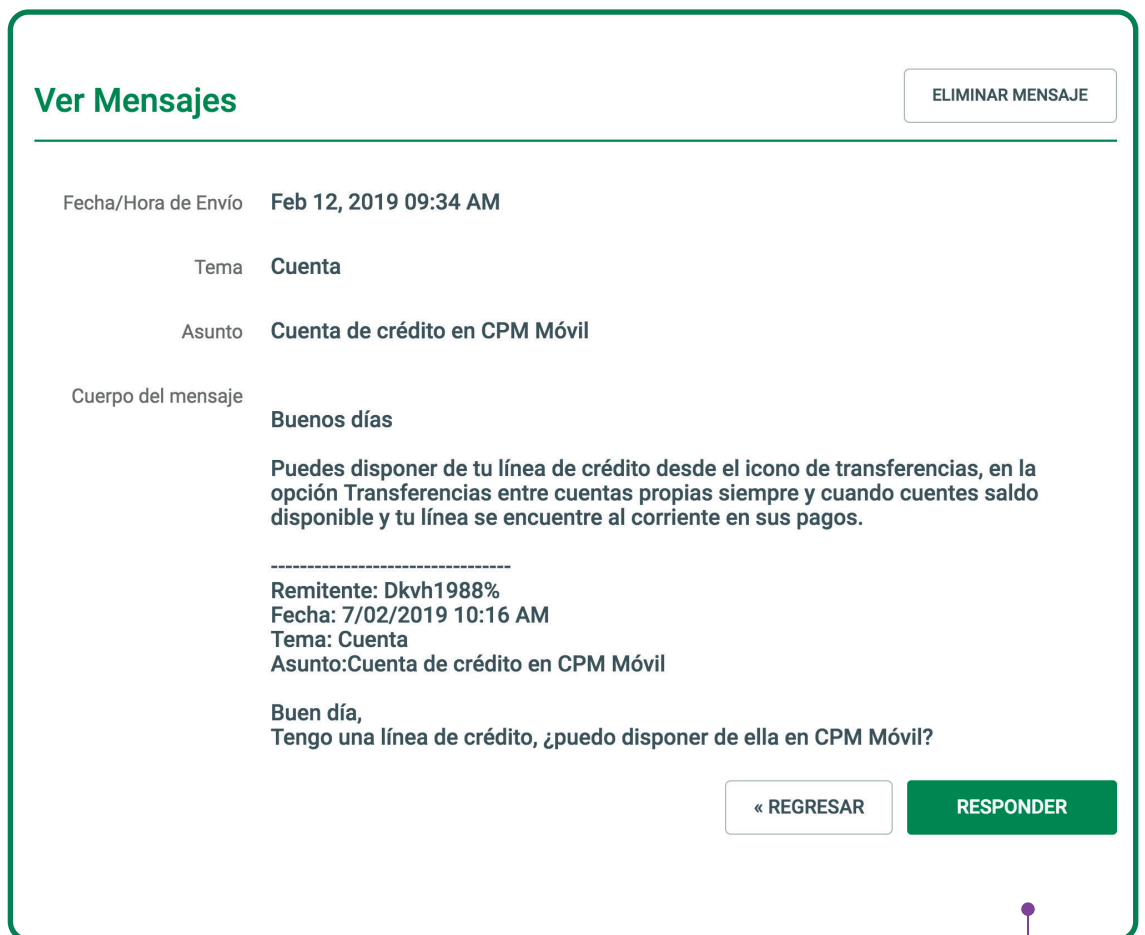 Ver Mensajes
ELIMINAR MENSAJE
Fecha/Hora de Envío Feb 12, 2019 09:34 AM
Tema Cuenta
Asunto Cuenta de crédito en CPM Móvil
Cuerpo del mensaje
Buenos días
Puedes disponer de tu línea de crédito desde el icono de transferencias, en la
opción Transferencias entre cuentas propias siempre y cuando cuentes saldo
disponible y tu línea se encuentre al corriente en sus pagos.
---------------------------------
Remitente: Dkvh1988%
Fecha: 7/02/2019 10:16 AM
Tema: Cuenta
Asunto:Cuenta de crédito en CPM Móvil
Buen día,
Tengo una línea de crédito, ¿puedo disponer de ella en CPM Móvil?
« REGRESAR
RESPONDER